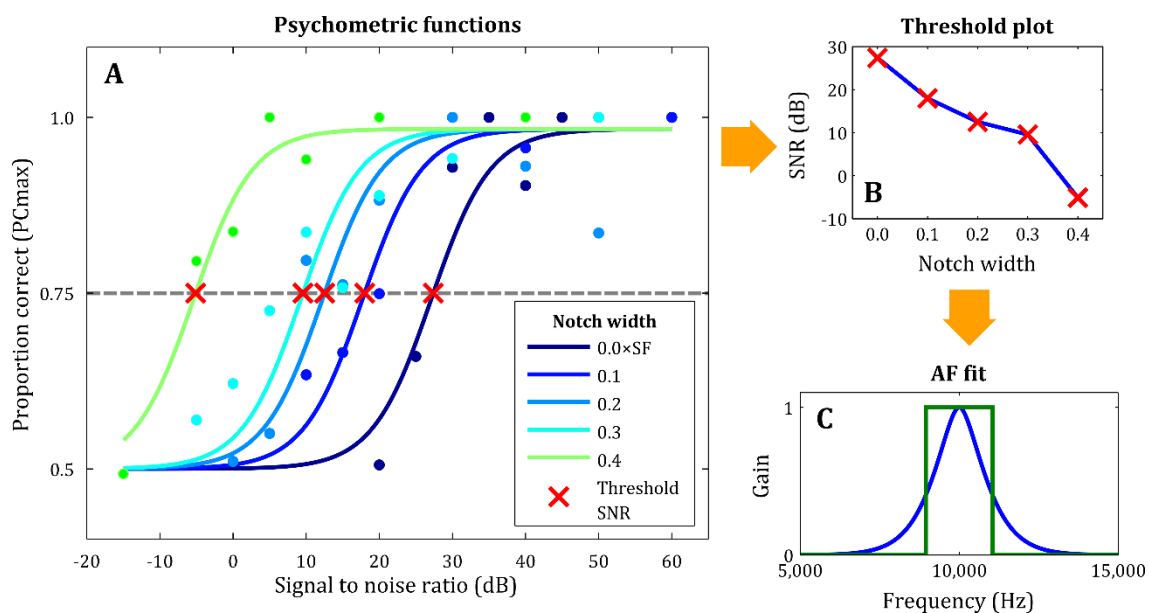 Psychometric functions
A
1.0
0.75
0.5
Proportion correct (PCmax)
-20
-10
0
10
20
30
40
50
60
Signal to noise ratio (dB)
Notch width
0.0×SF
0.1
0.2
0.3
0.4
Threshold
SNR
Threshold plot
30
20
10
0
-10
SNR (dB)
B
0.0
0.1
0.2
0.3
0.4
Notch width
AF fit
C
1
0
Gain
5,000
10,000
15,000
Frequency (Hz)